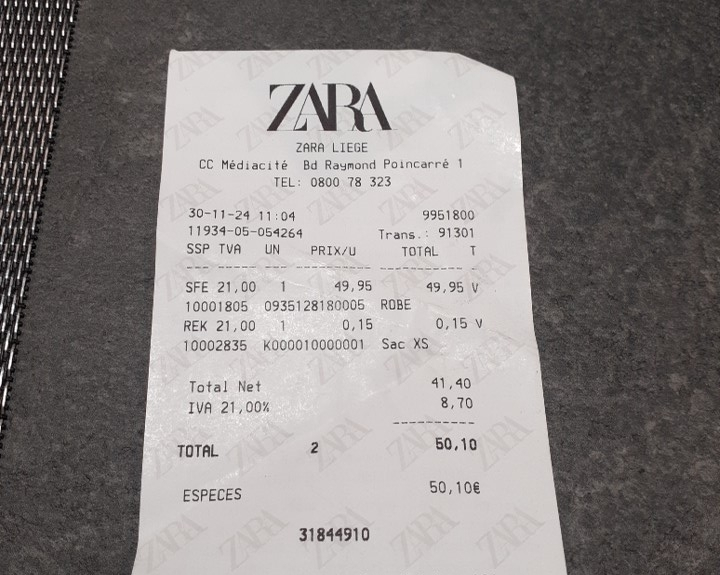 ZARA
ZARA LIEGE
CC Médiacité Bd Raymond Poincarré 1
TEL: 0800 78 323
30-11-24 11:04 9951800
11934-05-054264 Trans.: 91301
SSP TVA UN PRIX/U TOTAL T
SFE 21,00 1 49,95 49,95 V
10001805 0935128180005 ROBE
REK 21,00 1 0,15 0,15 V
10002835 K000010000001 Sac XS
Total Net 41,40
IVA 21,00% 8,70
TOTAL 2 50,10
ESPECES 50,10€
31844910